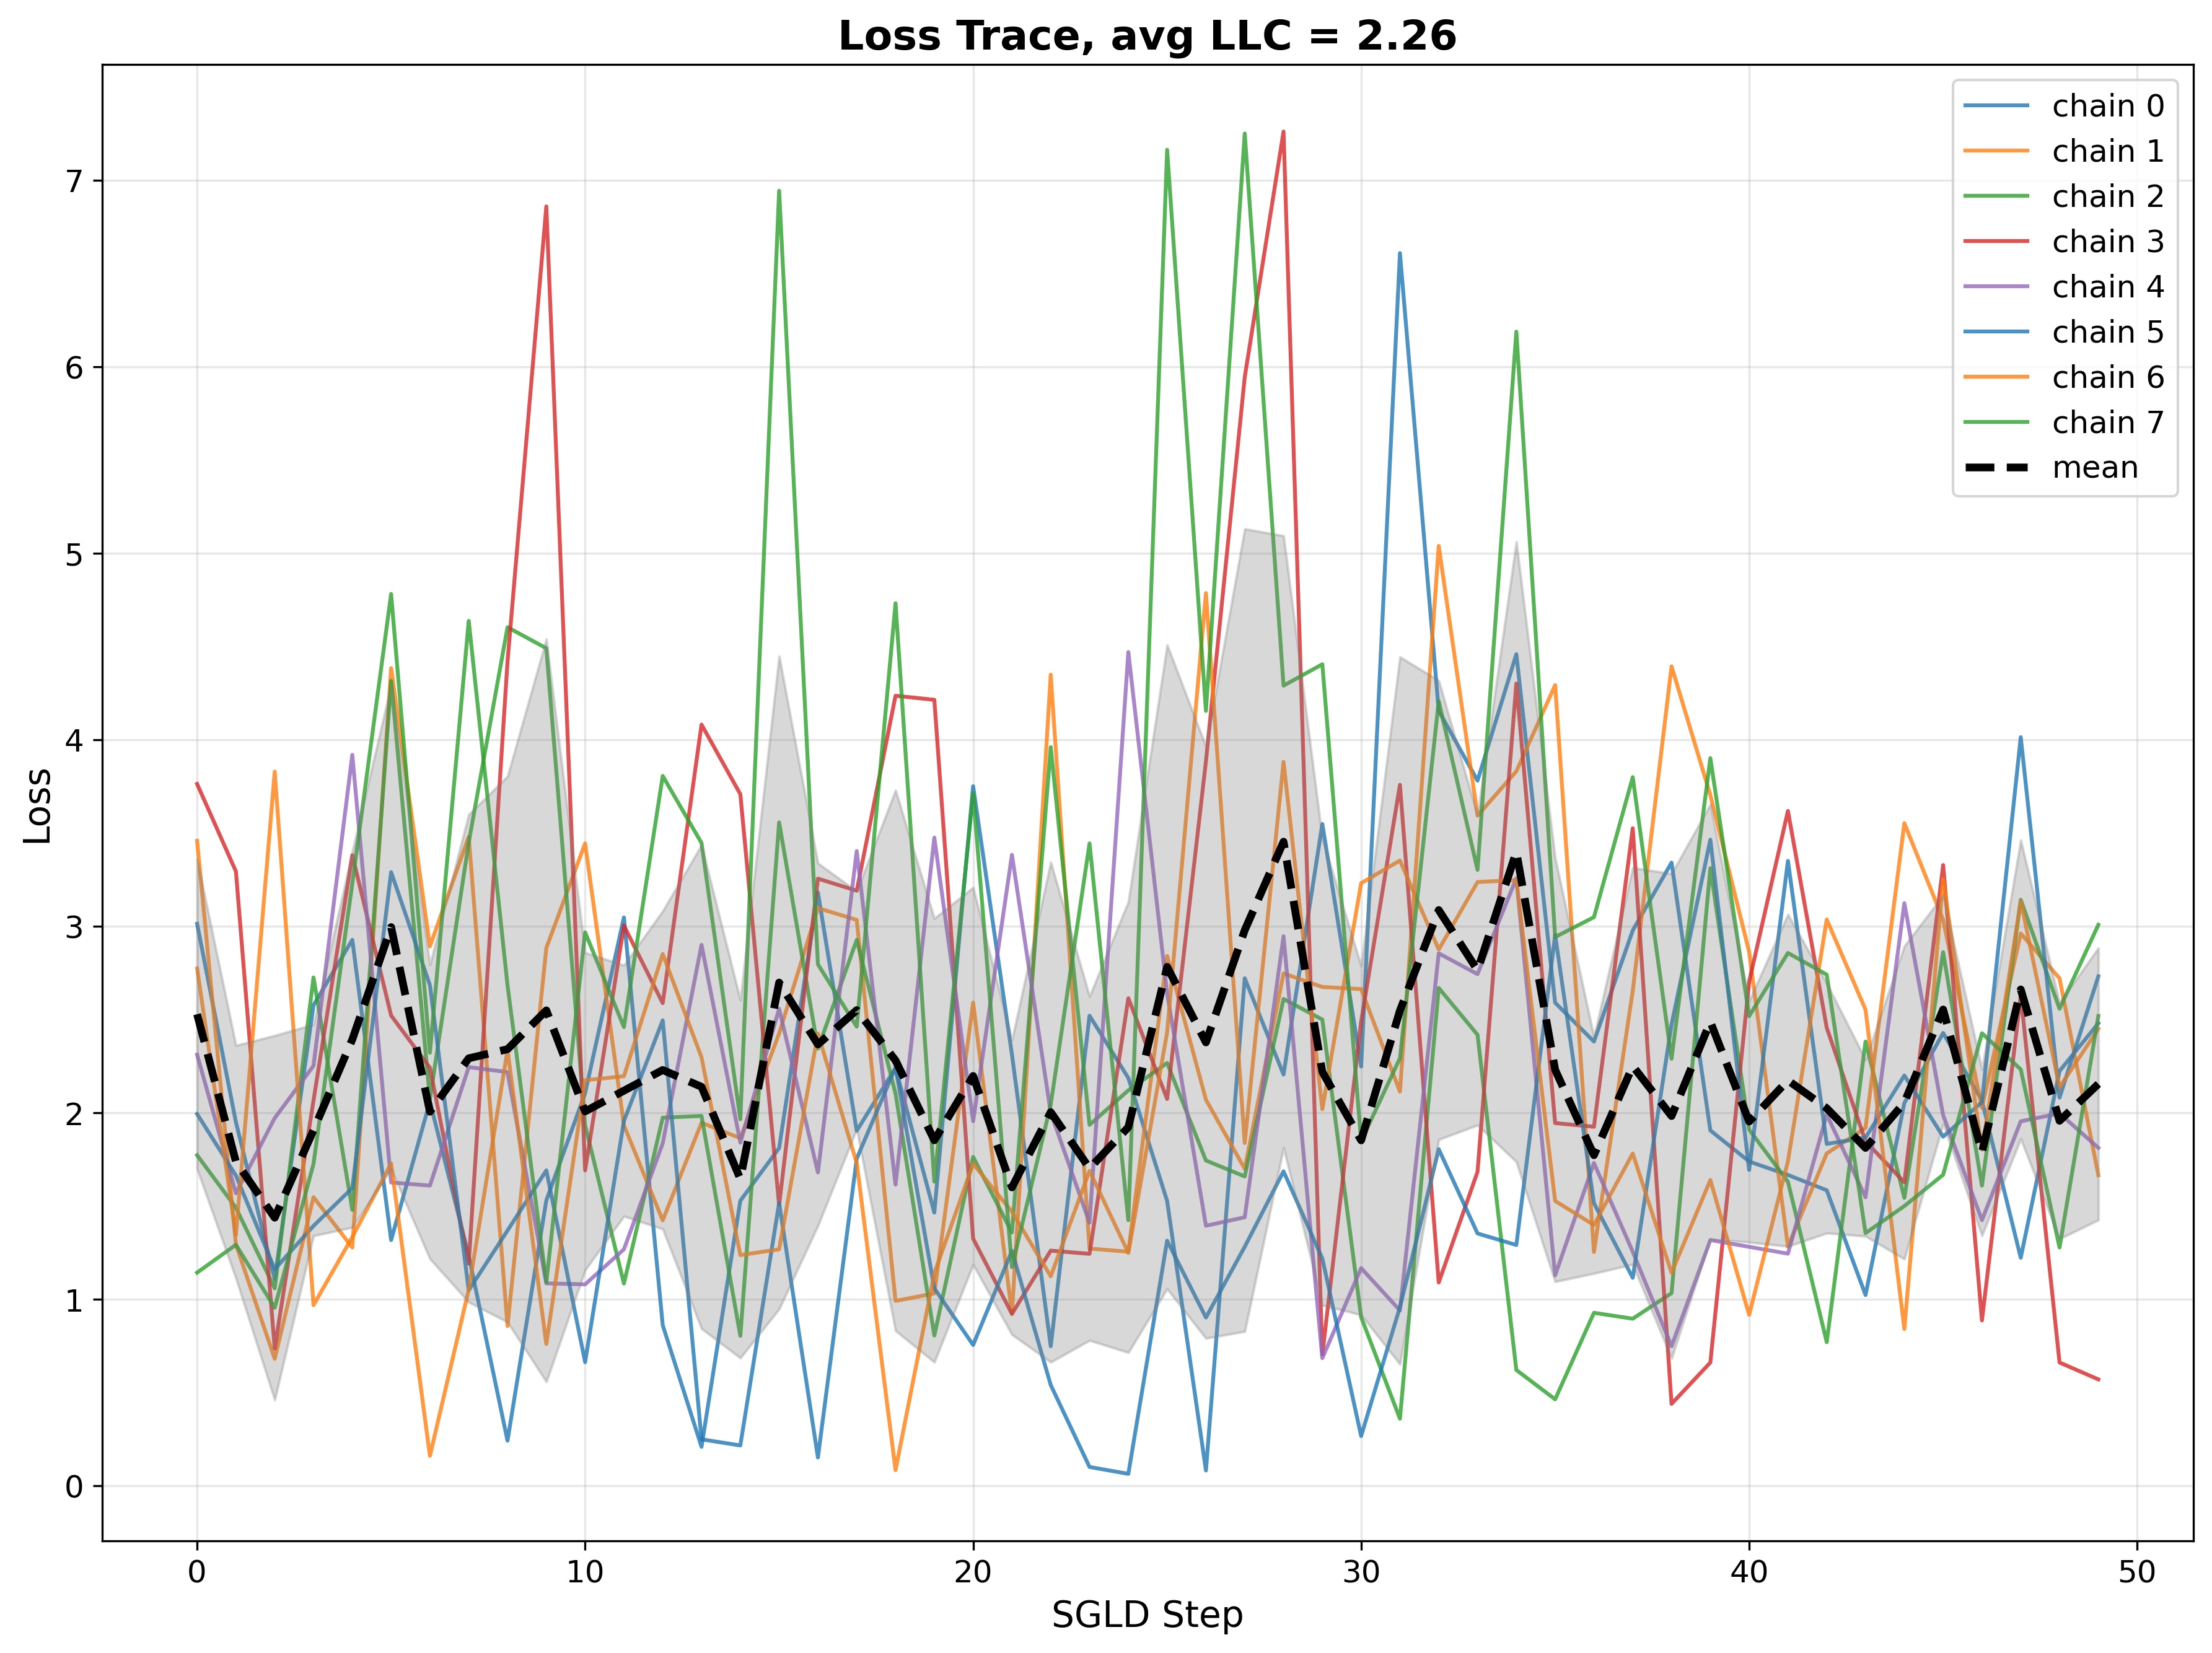 Loss Trace, avg LLC = 2.26
chain 0
chain 1
chain 2
chain 3
chain 4
chain 5
chain 6
chain 7
mean
7
6
5
4
3
2
1
0
Loss
0 10 20 30 40 50
SGLD Step